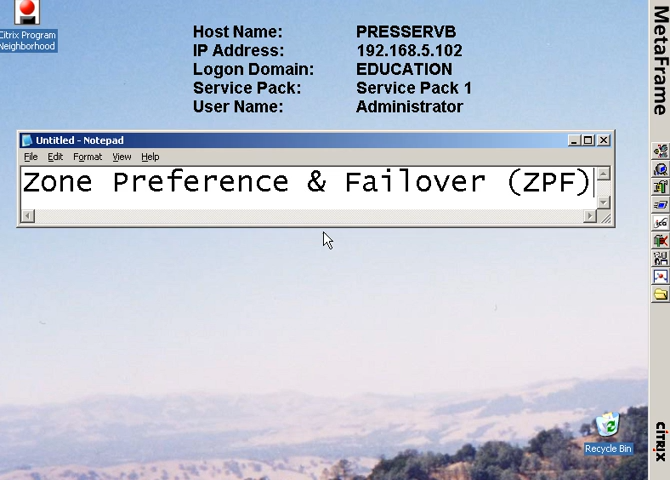 Citrix Program
Neighborhood
Host Name: PRESSERVB
IP Address: 192.168.5.102
Logon Domain: EDUCATION
Service Pack: Service Pack 1
User Name: Administrator
MetaFrame
Untitled - Notepad
File Edit Format View Help
Zone Preference & Failover (ZPF)
ica
Recycle Bin
CITRIX